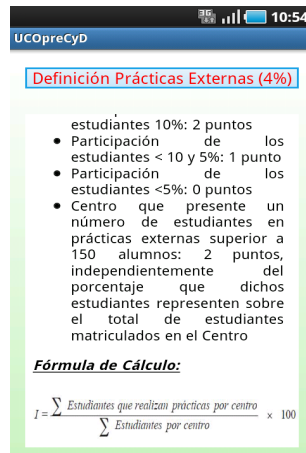 3G
10:54
UCOpreCyD
Definición Prácticas Externas (4%)
estudiantes 10%: 2 puntos
• Participación de los
estudiantes < 10 y 5%: 1 punto
• Participación de los
estudiantes <5%: 0 puntos
• Centro que presente un
número de estudiantes en
prácticas externas superior a
150 alumnos: 2 puntos,
independientemente del
porcentaje que dichos
estudiantes representen sobre
el total de estudiantes
matriculados en el Centro
Fórmula de Cálculo:
I = ∑ Estudiantes que realizan prácticas por centro
∑ Estudiantes por centro
× 100